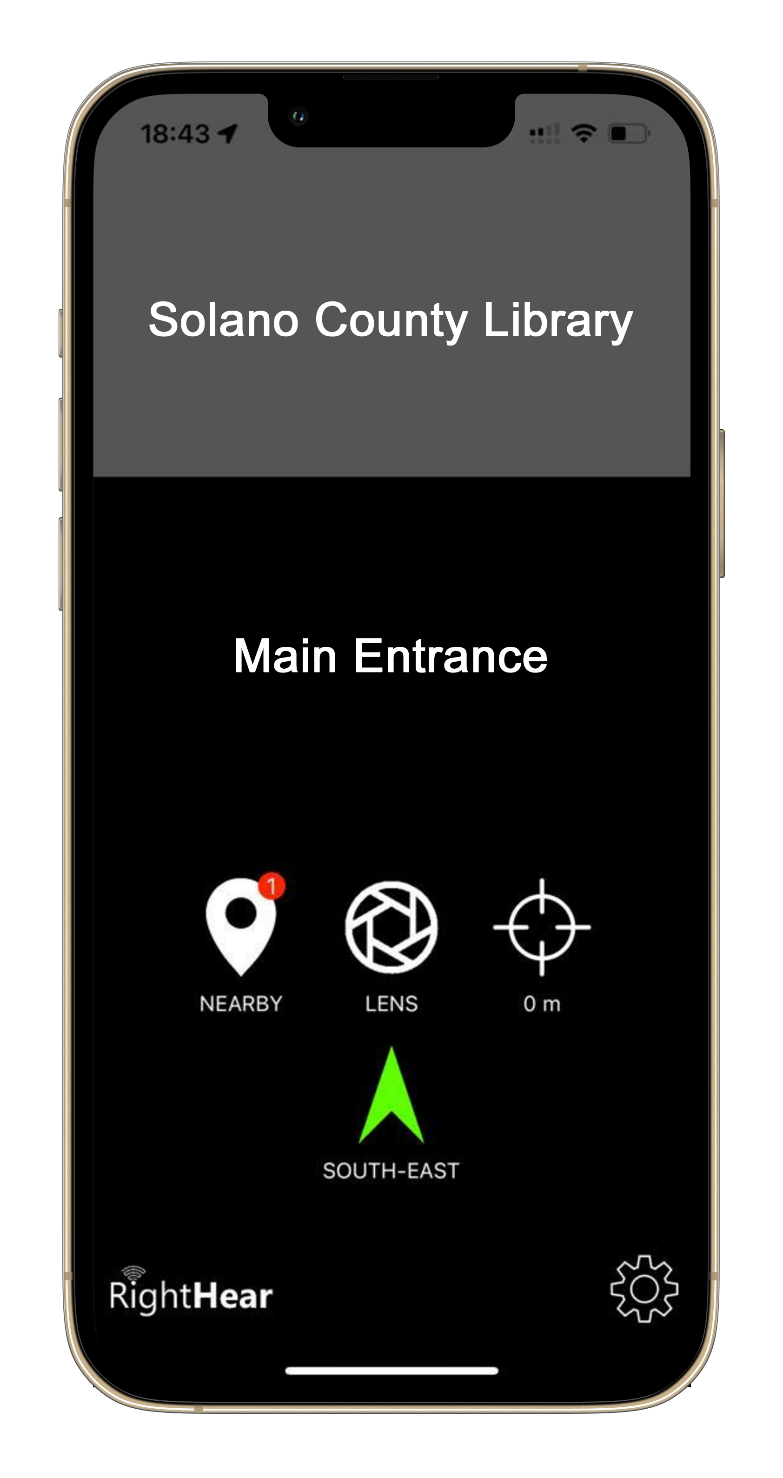 18:43
Solano County Library
Main Entrance
1
NEARBY LENS 0 m
SOUTH-EAST
RightHear